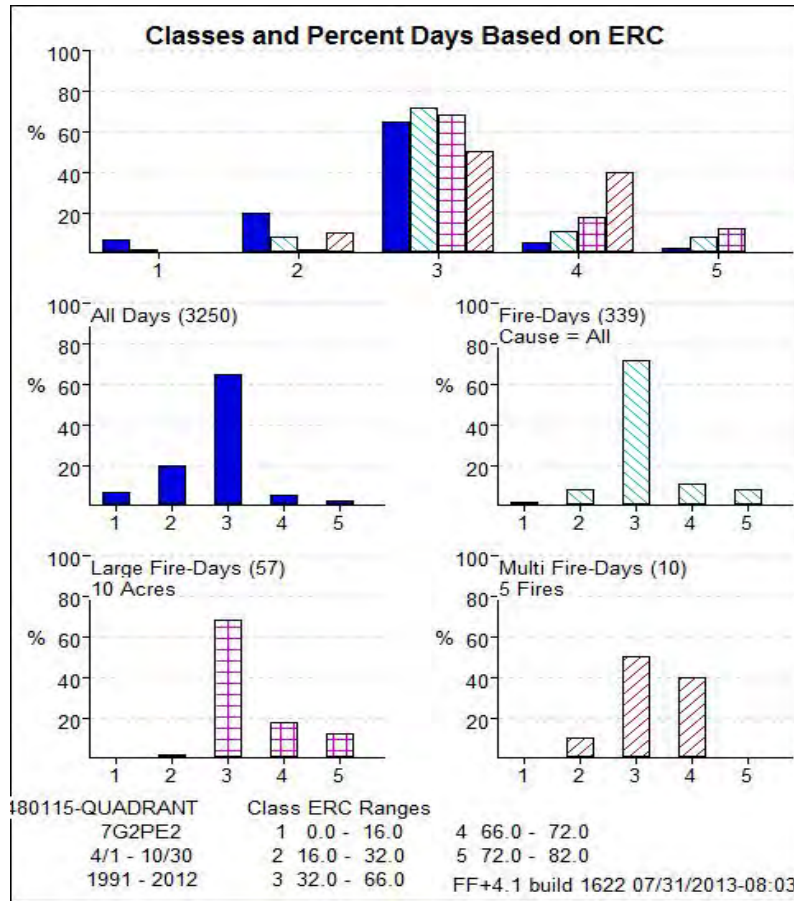 Classes and Percent Days Based on ERC
100
80
% 60
40
20
1 2 3 4 5
All Days (3250)
100
80
% 60
40
20
1 2 3 4 5
Fire-Days (339)
Cause = All
100
80
% 60
40
20
1 2 3 4 5
Large Fire-Days (57)
10 Acres
100
80
% 60
40
20
1 2 3 4 5
Multi Fire-Days (10)
5 Fires
100
80
% 60
40
20
1 2 3 4 5
480115-QUADRANT
7G2PE2
4/1 - 10/30
1991 - 2012
Class ERC Ranges
1 0.0 - 16.0
2 16.0 - 32.0
3 32.0 - 66.0
4 66.0 - 72.0
5 72.0 - 82.0
FF+4.1 build 1622 07/31/2013-08:03